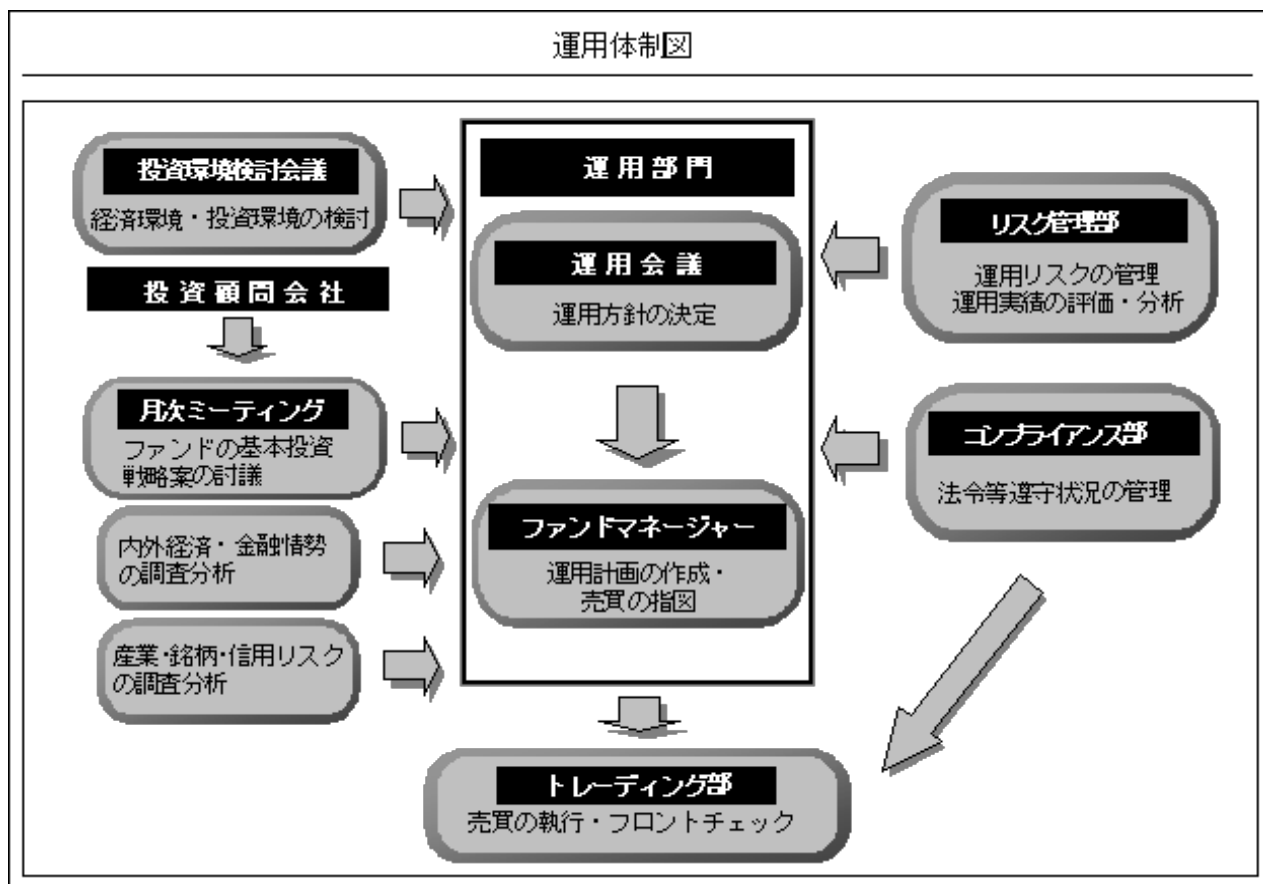 運用体制図
投資環境検討会議
経済環境・投資環境の検討
投資顧問会社
月次ミーティング
ファンドの基本投資
戦略案の討議
内外経済・金融情勢
の調査分析
産業・銘柄・信用リスク
の調査分析
運用部門
運用会議
運用方針の決定
ファンドマネージャー
運用計画の作成・
売買の指図
リスク管理部
運用リスクの管理
運用実績の評価・分析
コンプライアンス部
法令等遵守状況の管理
トレーディング部
売買の執行・フロントチェック